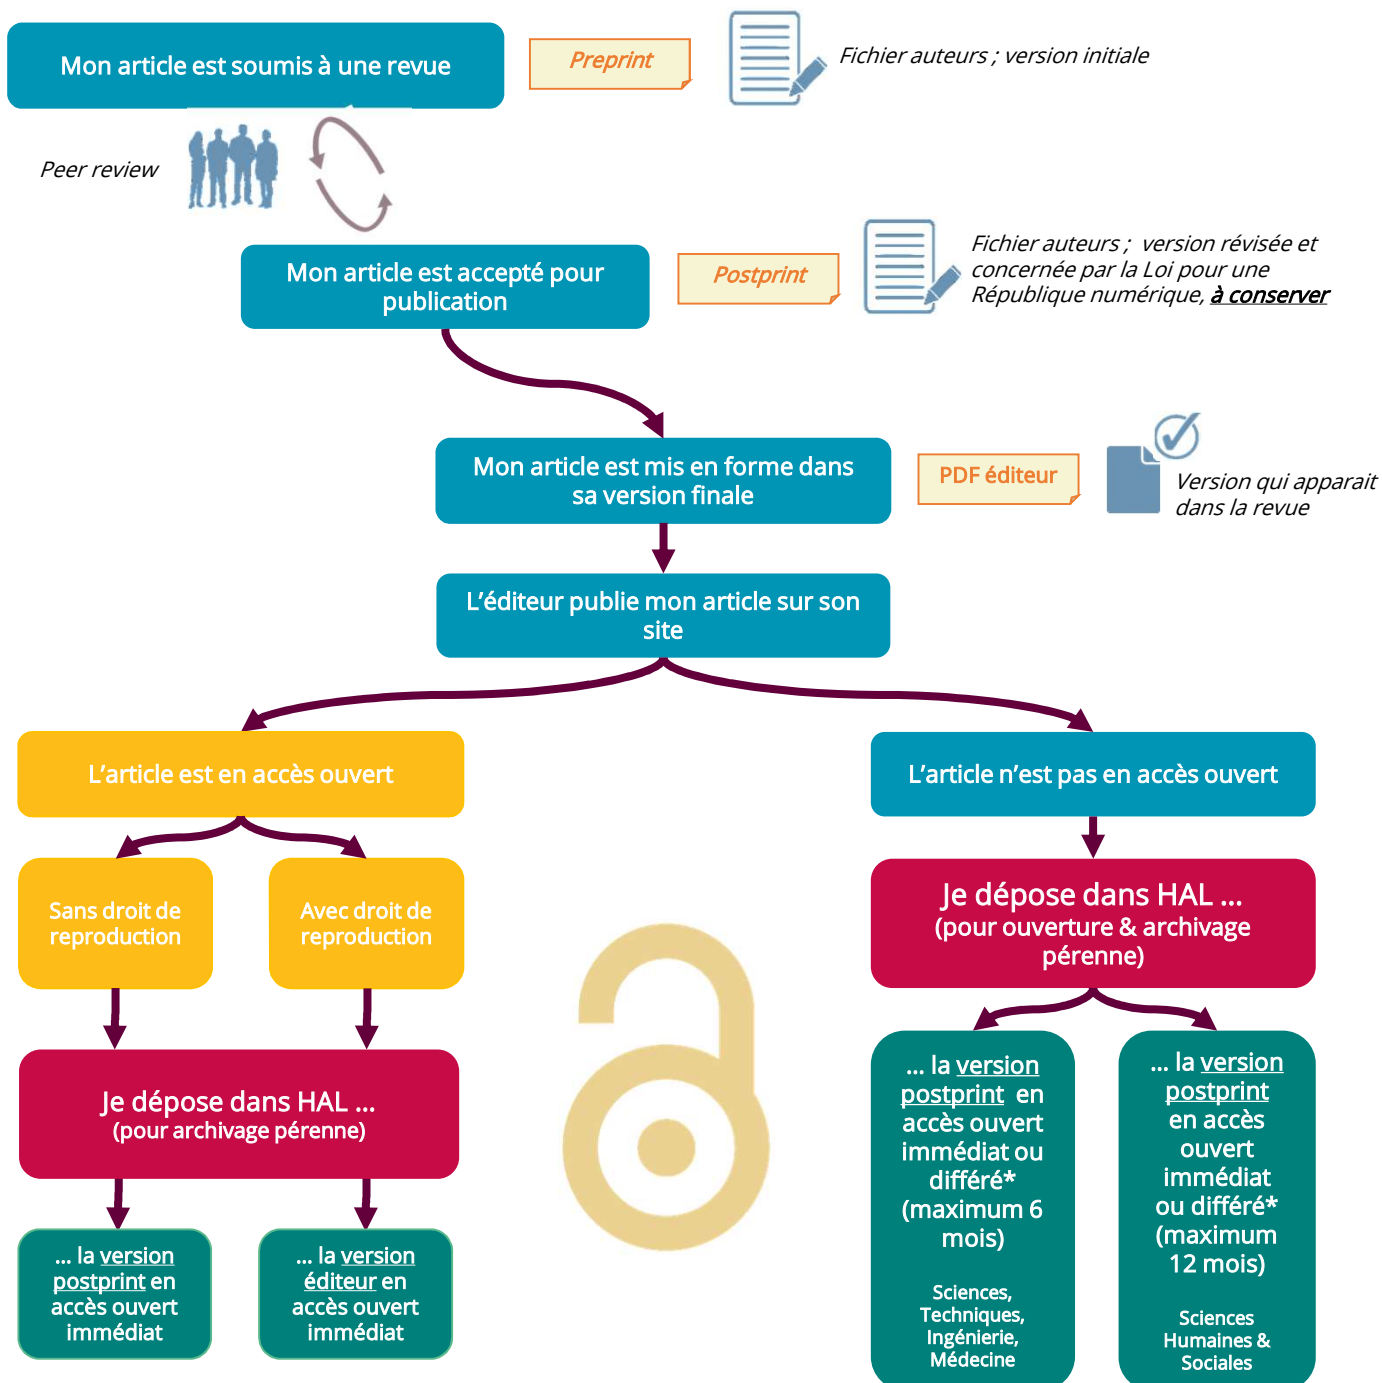 Mon article est soumis à une revue
Preprint
Fichier auteurs ; version initiale
Peer review
Mon article est accepté pour
publication
Postprint
Fichier auteurs ;  version révisée et
concernée par la Loi pour une
République numérique, à conserver
Mon article est mis en forme dans
sa version finale
PDF éditeur
Version qui apparait
dans la revue
L’éditeur publie mon article sur son
site
L’article est en accès ouvert
L’article n’est pas en accès ouvert
Sans droit de
reproduction
Avec droit de
reproduction
Je dépose dans HAL ...
(pour ouverture & archivage
pérenne)
Je dépose dans HAL ...
(pour archivage pérenne)
... la version
postprint en
accès ouvert
immédiat
... la version
éditeur en
accès ouvert
immédiat
... la version
postprint  en
accès ouvert
immédiat ou
différé*
(maximum 6
mois)
Sciences,
Techniques,
Ingénierie,
Médecine
... la version
postprint
en accès
ouvert
immédiat
ou différé*
(maximum
12 mois)
Sciences
Humaines &
Sociales